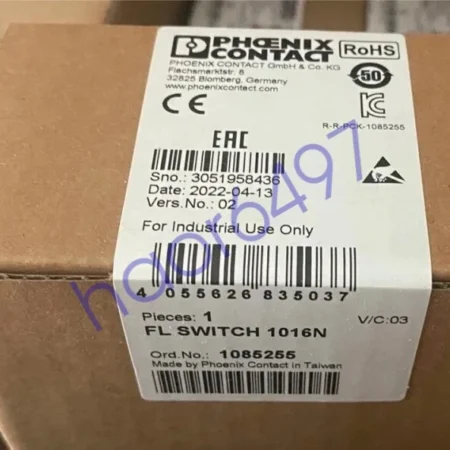 PHOENIX
CONTACT
RoHS
PHOENIX CONTACT GmbH & Co. KG
Flachsmarktstr. 8
32825 Blomberg, Germany
www.phoenixcontact.com
50
CE
R-R-PCK-1085255
EAC
Sno.: 3051958436
Date: 2022-04-13
Vers.No.: 02
For Industrial Use Only
4 055626 835037
Pieces: 1
V/C:03
FL SWITCH 1016N
Ord.No.: 1085255
Made by Phoenix Contact in Taiwan
haor6497